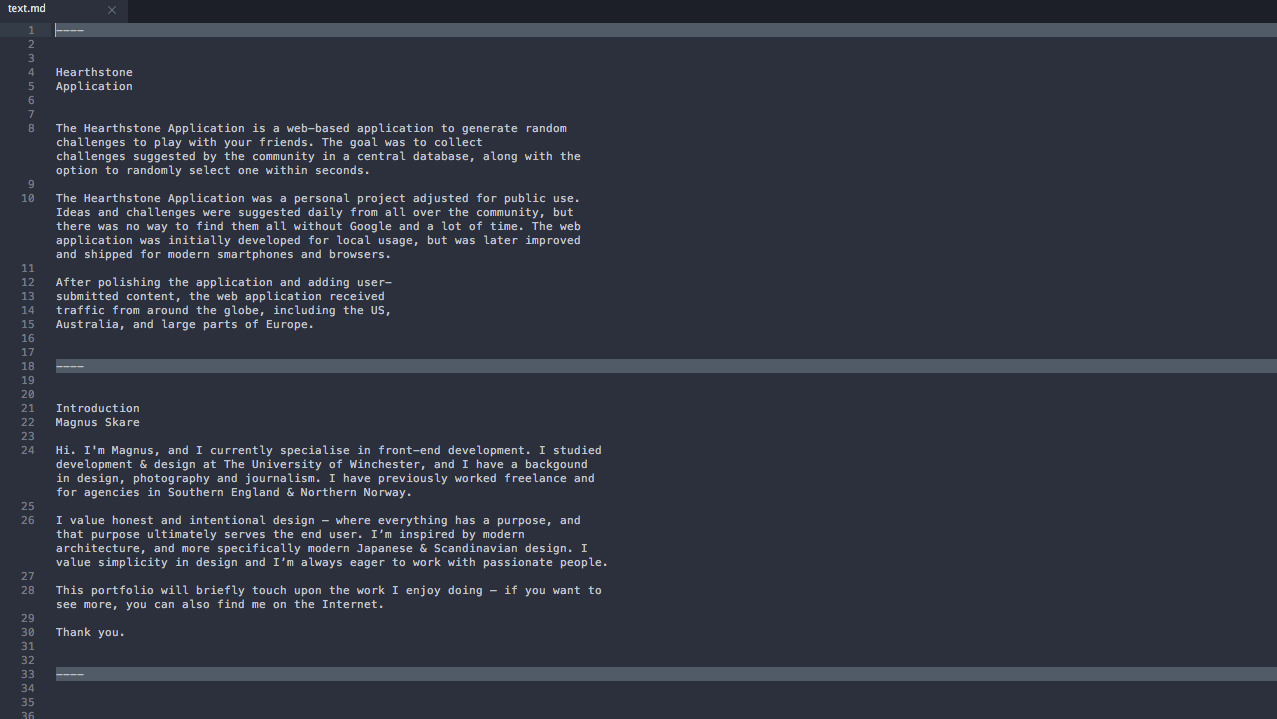 text.md
1 ----
2
3
4 Hearthstone
5 Application
6
7
8 The Hearthstone Application is a web-based application to generate random
challenges to play with your friends. The goal was to collect
challenges suggested by the community in a central database, along with the
option to randomly select one within seconds.
9
10 The Hearthstone Application was a personal project adjusted for public use.
Ideas and challenges were suggested daily from all over the community, but
there was no way to find them all without Google and a lot of time. The web
application was initially developed for local usage, but was later improved
and shipped for modern smartphones and browsers.
11
12 After polishing the application and adding user-
13 submitted content, the web application received
14 traffic from around the globe, including the US,
15 Australia, and large parts of Europe.
16
17
18 ----
19
20
21 Introduction
22 Magnus Skare
23
24 Hi. I'm Magnus, and I currently specialise in front-end development. I studied
development & design at The University of Winchester, and I have a backgound
in design, photography and journalism. I have previously worked freelance and
for agencies in Southern England & Northern Norway.
25
26 I value honest and intentional design – where everything has a purpose, and
that purpose ultimately serves the end user. I’m inspired by modern
architecture, and more specifically modern Japanese & Scandinavian design. I
value simplicity in design and I’m always eager to work with passionate people.
27
28 This portfolio will briefly touch upon the work I enjoy doing – if you want to
see more, you can also find me on the Internet.
29
30 Thank you.
31
32
33 ----
34
35
36